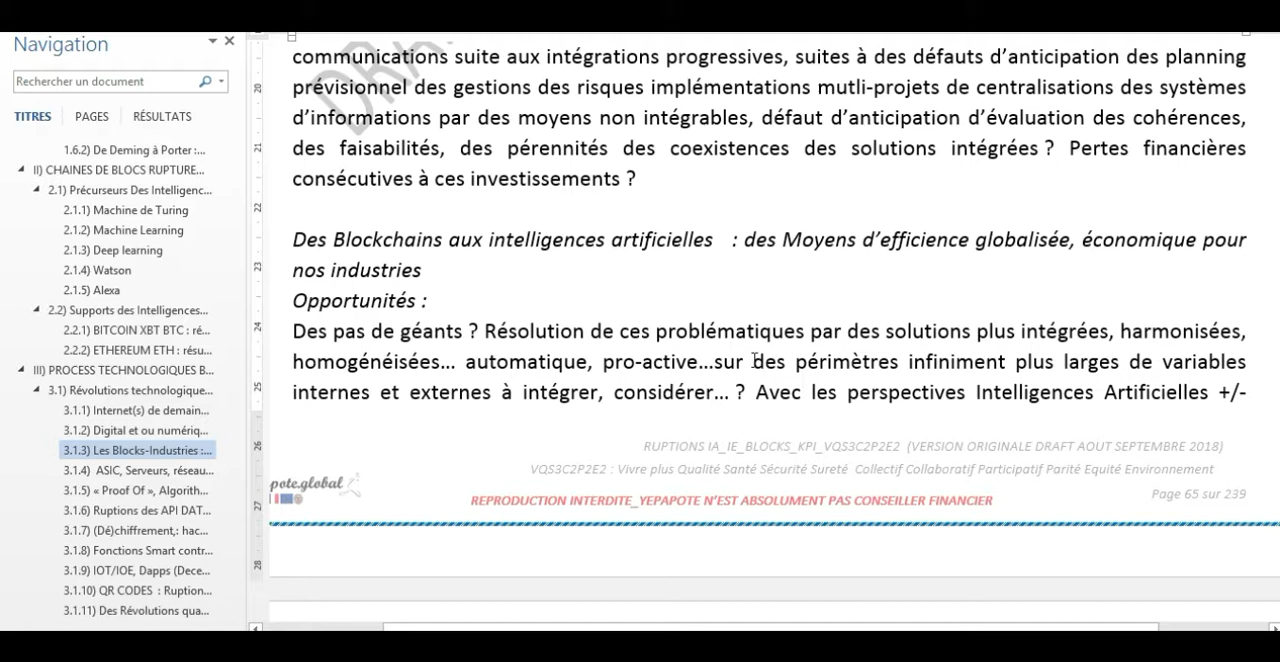 Navigation
Rechercher un document
TITRES PAGES RÉSULTATS
1.6.2) De Deming à Porter :...
II) CHAINES DE BLOCS RUPTURE...
2.1) Précurseurs Des Intelligenc...
2.1.1) Machine de Turing
2.1.2) Machine Learning
2.1.3) Deep learning
2.1.4) Watson
2.1.5) Alexa
2.2) Supports des Intelligences...
2.2.1) BITCOIN XBT BTC : ré...
2.2.2) ETHEREUM ETH : résu...
III) PROCESS TECHNOLOGIQUES B...
3.1) Révolutions technologique...
3.1.1) Internet(s) de demain...
3.1.2) Digital et ou numériq...
3.1.3) Les Blocks-Industries :...
3.1.4) ASIC, Serveurs, réseau...
3.1.5) « Proof Of », Algorith...
3.1.6) Ruptions des API DAT...
3.1.7) (Dé)chiffrement,: hac...
3.1.8) Fonctions Smart contr...
3.1.9) IOT/IOE, Dapps (Dece...
3.1.10) QR CODES : Ruption...
3.1.11) Des Révolutions qua...
20
21
22
23
24
25
26
27
28
communications suite aux intégrations progressives, suites à des défauts d’anticipation des planning
prévisionnel des gestions des risques implémentations mutli-projets de centralisations des systèmes
d’informations par des moyens non intégrables, défaut d’anticipation d’évaluation des cohérences,
des faisabilités, des pérennités des coexistences des solutions intégrées ? Pertes financières
consécutives à ces investissements ?
Des Blockchains aux intelligences artificielles : des Moyens d’efficience globalisée, économique pour
nos industries
Opportunités :
Des pas de géants ? Résolution de ces problématiques par des solutions plus intégrées, harmonisées,
homogénéisées... automatique, pro-active...sur des périmètres infiniment plus larges de variables
internes et externes à intégrer, considérer... ? Avec les perspectives Intelligences Artificielles +/-
RUPTIONS IA_IE_BLOCKS_KPI_VQS3C2P2E2 (VERSION ORIGINALE DRAFT AOUT SEPTEMBRE 2018)
VQS3C2P2E2 : Vivre plus Qualité Santé Sécurité Sureté Collectif Collaboratif Participatif Parité Equité Environnement
pote.global
REPRODUCTION INTERDITE_YEPAPOTE N’EST ABSOLUMENT PAS CONSEILLER FINANCIER
Page 65 sur 239